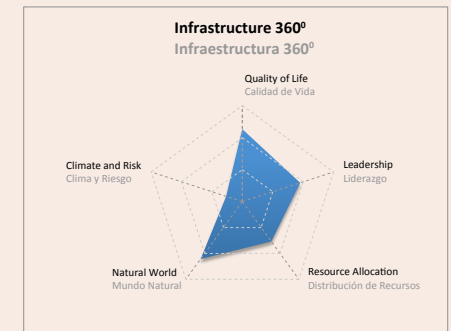 Infrastructure 360⁰
Infraestructura 360⁰
Quality of Life
Calidad de Vida
Climate and Risk
Clima y Riesgo
Leadership
Liderazgo
Natural World
Mundo Natural
Resource Allocation
Distribución de Recursos